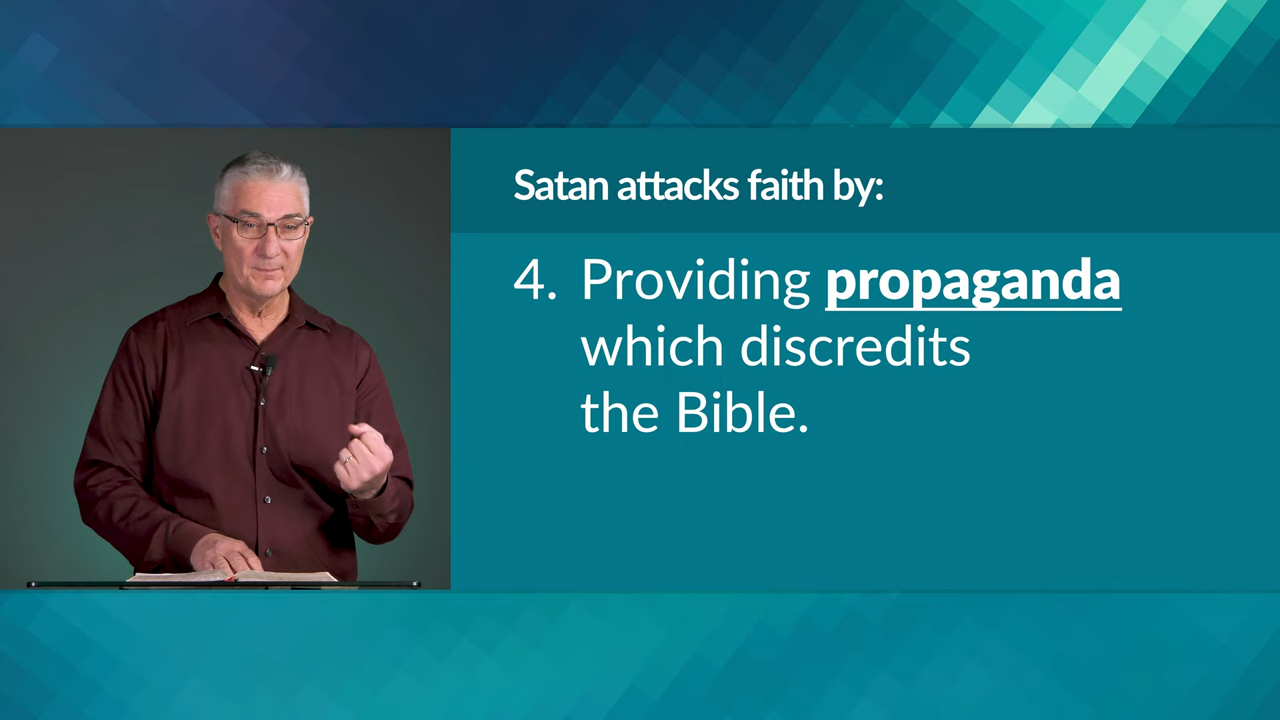 Satan attacks faith by:
4. Providing propaganda
which discredits
the Bible.